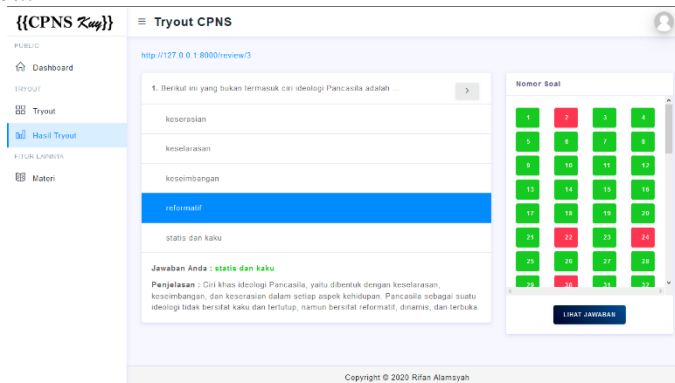 {{CPNS Kuy}}
≡ Tryout CPNS
PUBLIC
Dashboard
TRYOUT
Tryout
Hasil Tryout
FITUR LAINNYA
Materi
http://127.0.0.1:8000/review/3
1. Berikut ini yang bukan termasuk ciri ideologi Pancasila adalah ...
>
keserasian
keselarasan
keseimbangan
reformatif
statis dan kaku
Jawaban Anda : statis dan kaku
Penjelasan : Ciri khas ideologi Pancasila, yaitu dibentuk dengan keselarasan,
keseimbangan, dan keserasian dalam setiap aspek kehidupan. Pancasila sebagai suatu
ideologi tidak bersifat kaku dan tertutup, namun bersifat reformatif, dinamis, dan terbuka.
Nomor Soal
1 2 3 4
5 6 7 8
9 10 11 12
13 14 15 16
17 18 19 20
21 22 23 24
25 26 27 28
29 30 31 32
LIHAT JAWABAN
Copyright © 2020 Rifan Alamsyah